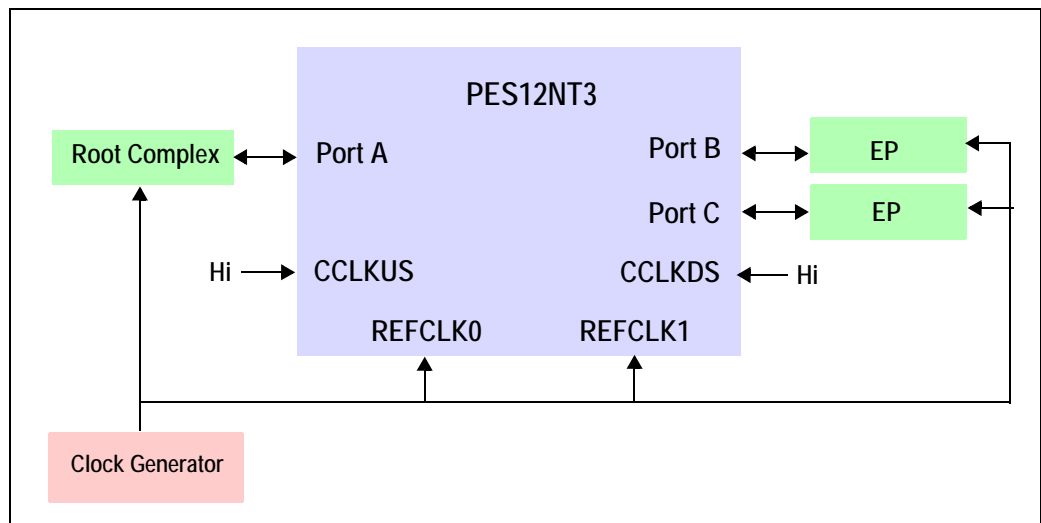 PES12NT3
Root Complex
Port A
Port B
EP
Port C
EP
Hi
CCLKUS
CCLKDS
Hi
REFCLK0
REFCLK1
Clock Generator